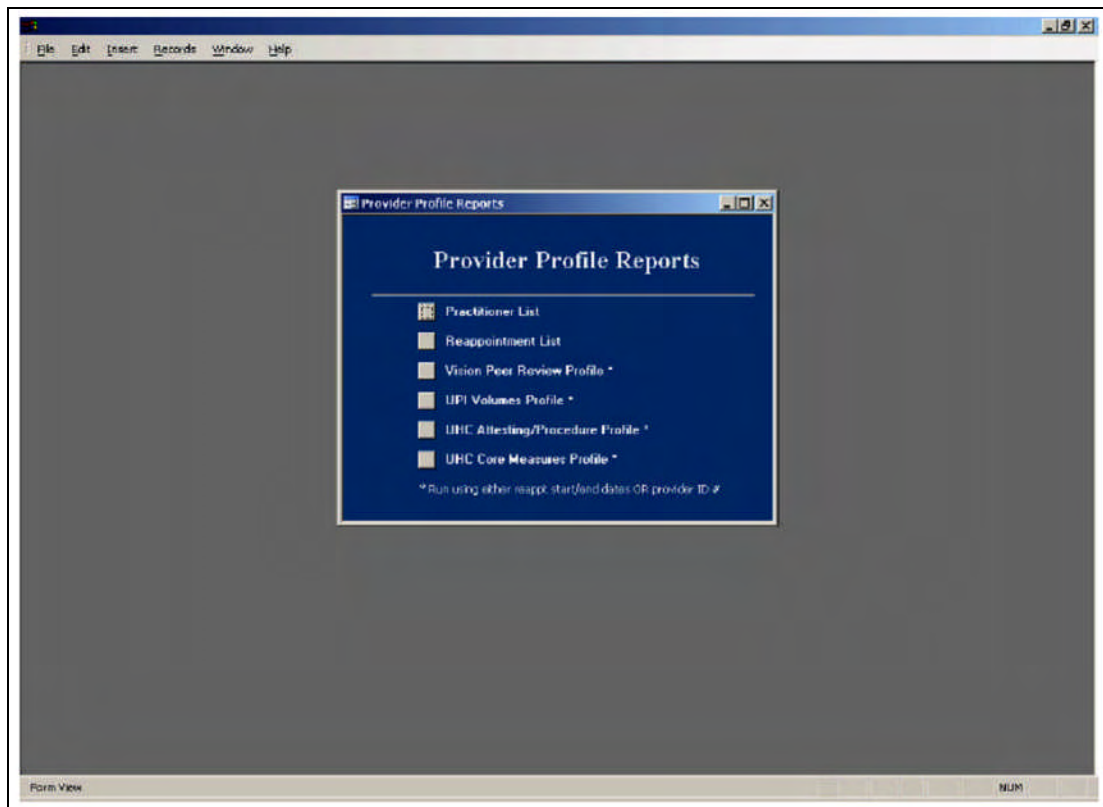 File Edit Insert Records Window Help
Provider Profile Reports
Provider Profile Reports
Practitioner List
Reappointment List
Vision Peer Review Profile *
UPI Volumes Profile *
UHC Attesting/Procedure Profile *
UHC Core Measures Profile *
* Run using either reappt start/end dates OR provider ID #
Form View NUM